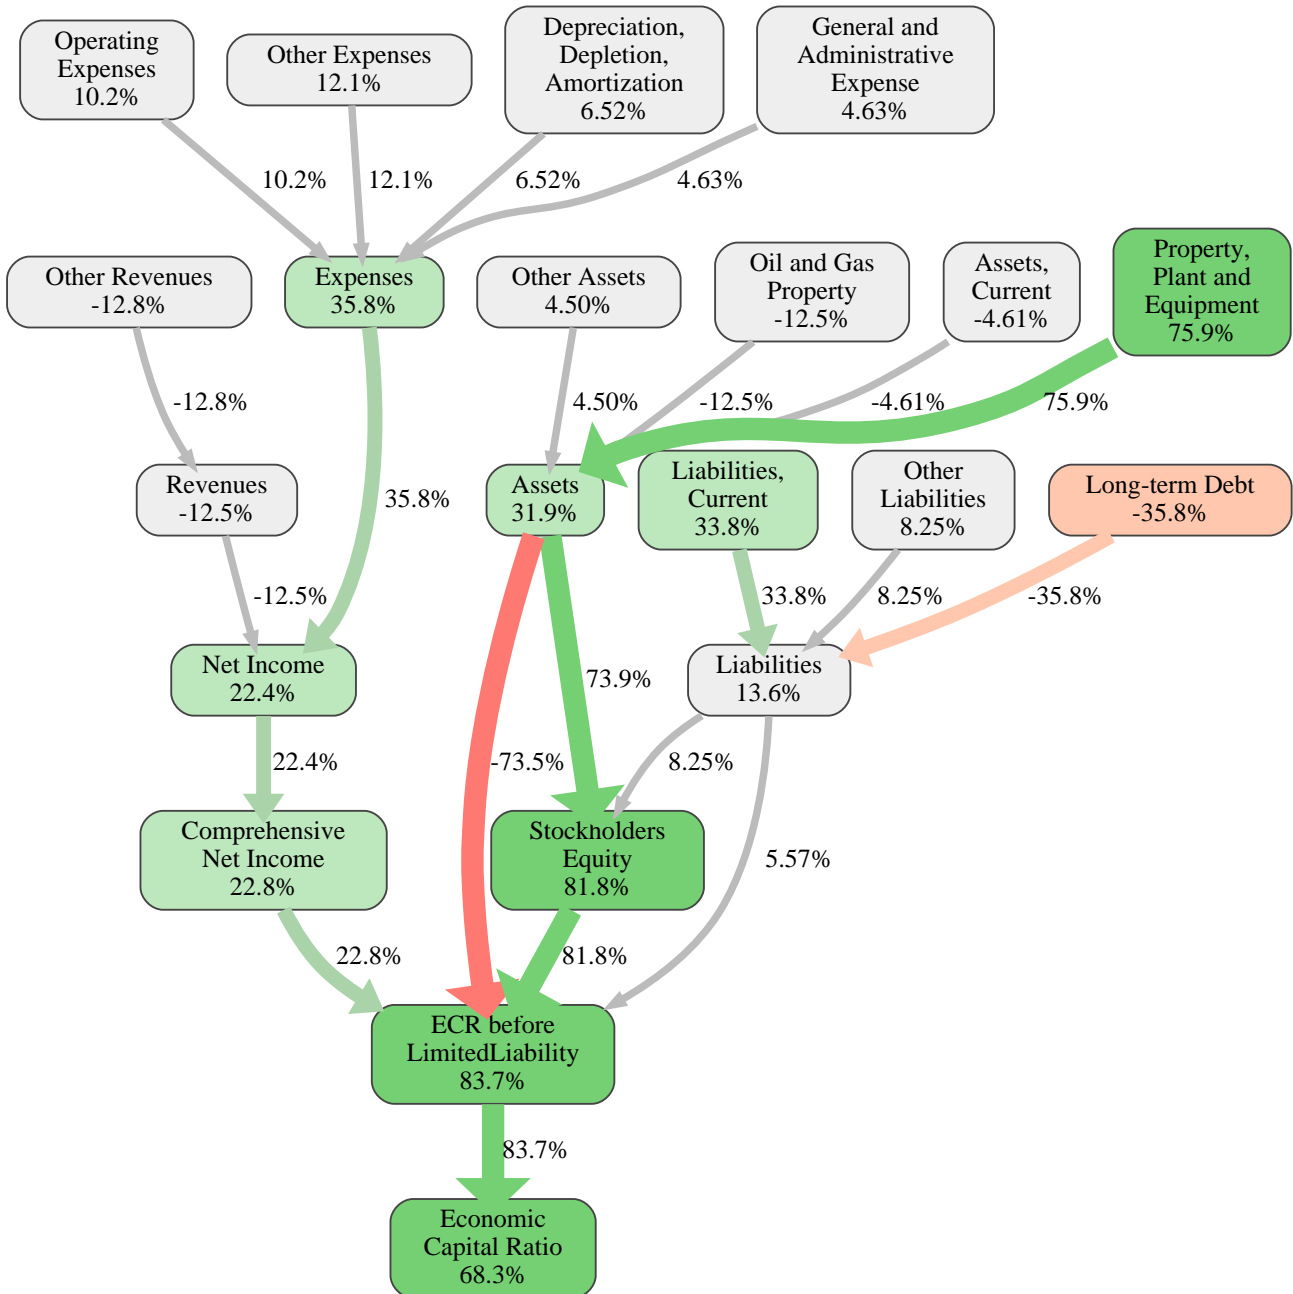 Operating
Expenses
10.2%
Other Expenses
12.1%
Depreciation,
Depletion,
Amortization
6.52%
General and
Administrative
Expense
4.63%
10.2%
12.1%
6.52%
4.63%
Other Revenues
-12.8%
Expenses
35.8%
Other Assets
4.50%
Oil and Gas
Property
-12.5%
Assets,
Current
-4.61%
Property,
Plant and
Equipment
75.9%
-12.8%
4.50%
-12.5%
-4.61%
75.9%
Revenues
-12.5%
35.8%
Assets
31.9%
Liabilities,
Current
33.8%
Other
Liabilities
8.25%
Long-term Debt
-35.8%
-12.5%
33.8%
8.25%
-35.8%
Net Income
22.4%
73.9%
Liabilities
13.6%
22.4%
-73.5%
8.25%
Comprehensive
Net Income
22.8%
Stockholders
Equity
81.8%
5.57%
22.8%
81.8%
ECR before
LimitedLiability
83.7%
83.7%
Economic
Capital Ratio
68.3%